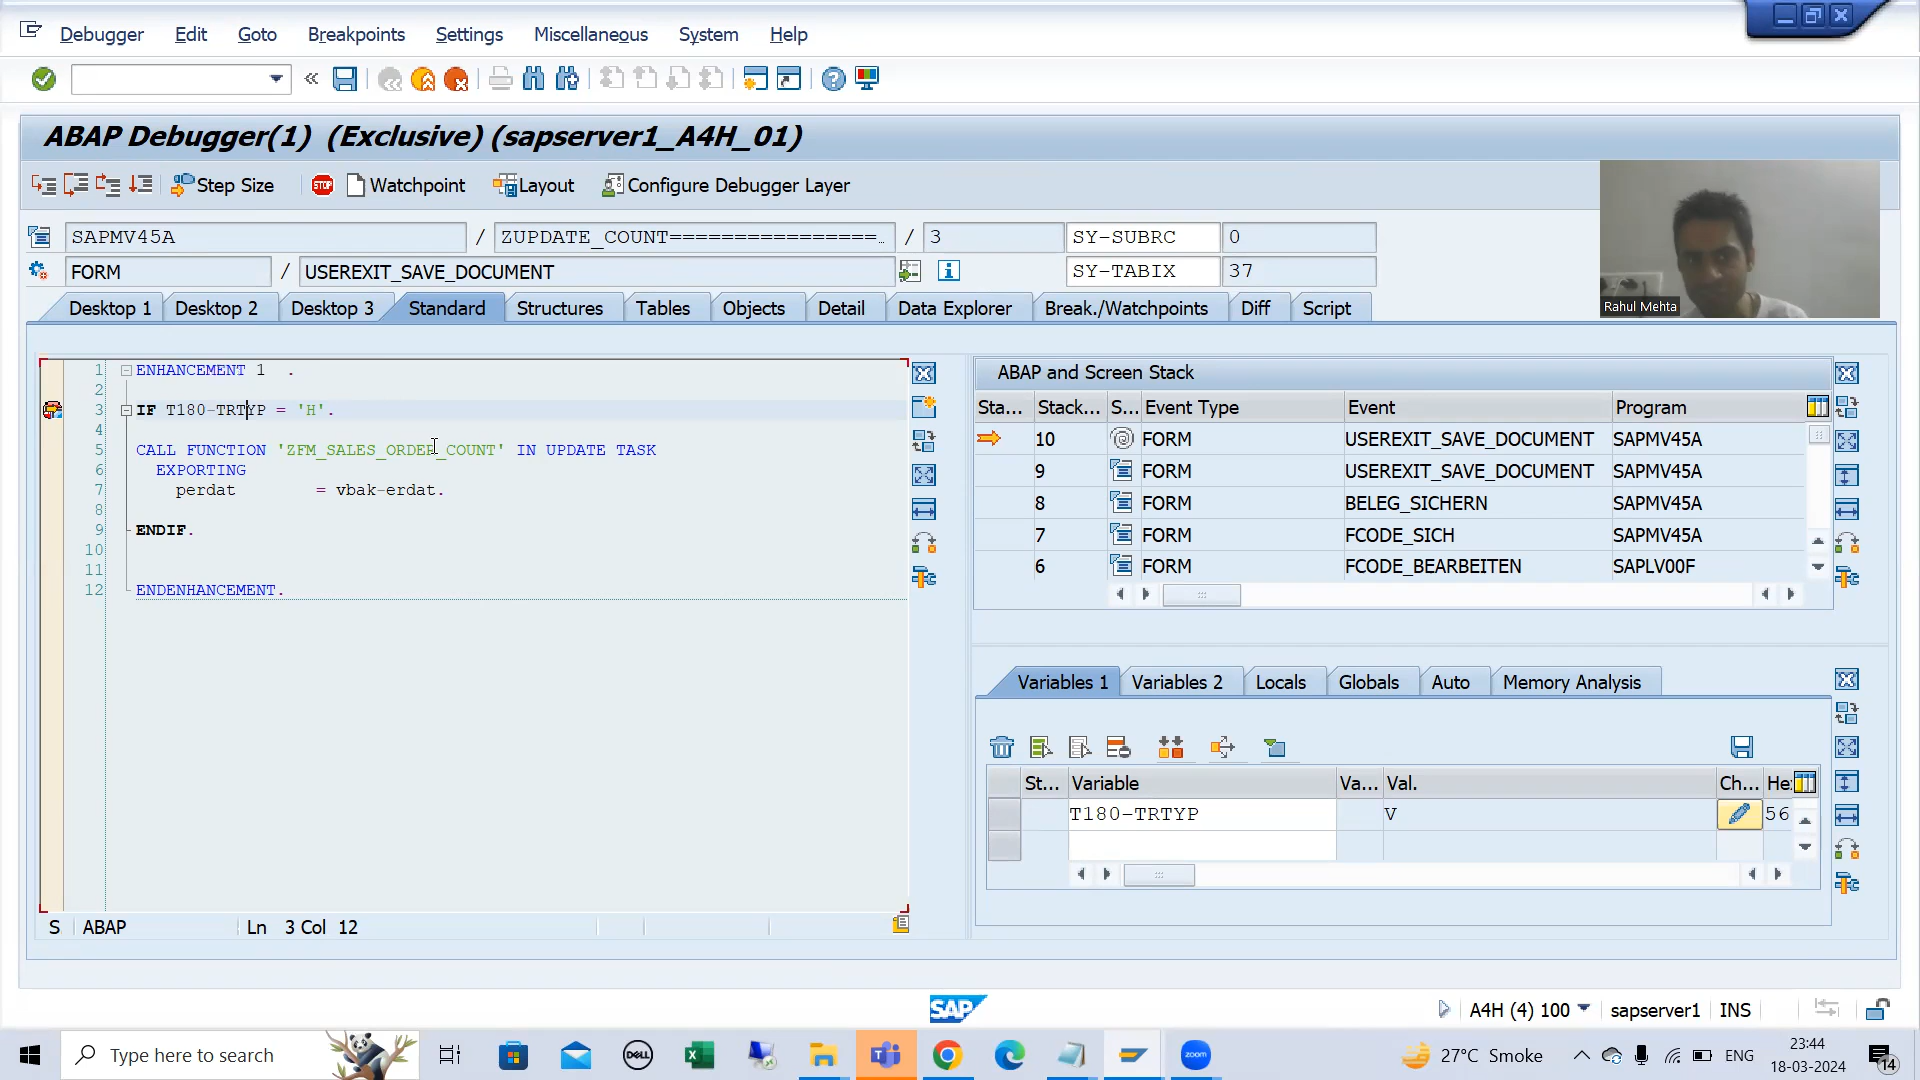 Debugger Edit Goto Breakpoints Settings Miscellaneous System Help
ABAP Debugger(1) (Exclusive) (sapserver1_A4H_01)
STOP
Step Size Watchpoint Layout Configure Debugger Layer
SAPMV45A / ZUPDATE_COUNT================… / 3 SY-SUBRC 0
FORM / USEREXIT_SAVE_DOCUMENT SY-TABIX 37
Rahul Mehta
Desktop 1 Desktop 2 Desktop 3 Standard Structures Tables Objects Detail Data Explorer Break./Watchpoints Diff Script
1 ENHANCEMENT 1 .
2
3 IF T180-TRTYP = 'H'.
4
5 CALL FUNCTION 'ZFM_SALES_ORDER_COUNT' IN UPDATE TASK
6 EXPORTING
7 perdat = vbak-erdat.
8
9 ENDIF.
10
11
12 ENDENHANCEMENT.
S ABAP Ln 3 Col 12
ABAP and Screen Stack
Sta... Stack... S... Event Type Event Program
10 FORM USEREXIT_SAVE_DOCUMENT SAPMV45A
9 FORM USEREXIT_SAVE_DOCUMENT SAPMV45A
8 FORM BELEG_SICHERN SAPMV45A
7 FORM FCODE_SICH SAPMV45A
6 FORM FCODE_BEARBEITEN SAPLV00F
Variables 1 Variables 2 Locals Globals Auto Memory Analysis
St... Variable Va... Val. Ch... He
T180-TRTYP V 56
SAP
A4H (4) 100 sapserver1 INS
Type here to search
DELL
zoom
27°C Smoke
ENG
23:44
18-03-2024
14